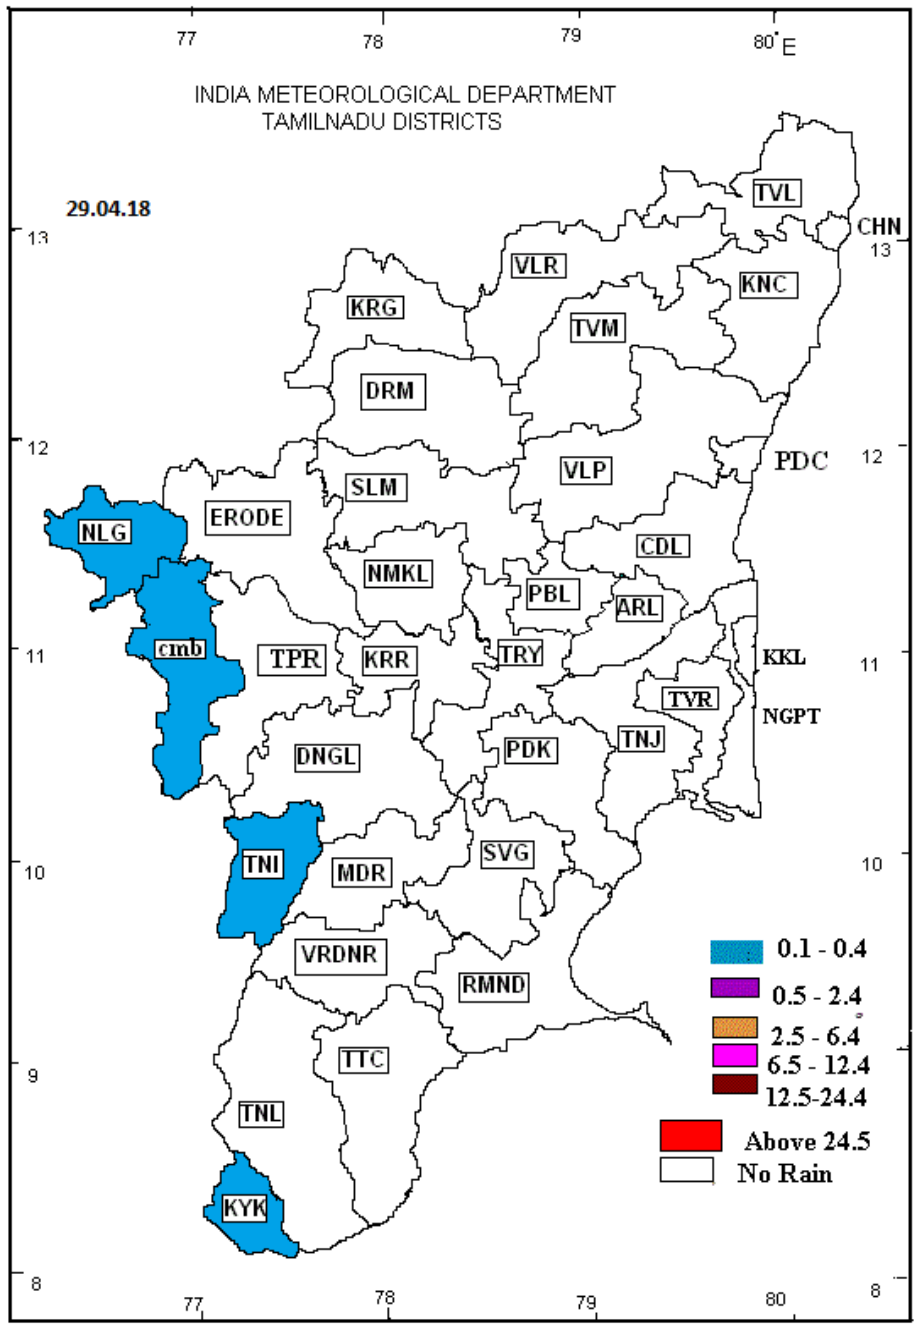 77 78 79 80° E
INDIA METEOROLOGICAL DEPARTMENT
TAMILNADU DISTRICTS
TVL
29.04.18
CHN
13
13
VLR
KNC
KRG
TVM
DRM
12
12
PDC
VLP
SLM
ERODE
NLG
CDL
NMKL
PBL
ARL
cmb
TPR
KRR
TRY
KKL
11
11
TVR
NGPT
TNJ
PDK
DNGL
SVG
TNI
10
10
MDR
0.1 - 0.4
VRDNR
RMND
0.5 - 2.4
2.5 - 6.4
TTC
6.5 - 12.4
9
12.5-24.4
TNL
Above 24.5
No Rain
KYK
8
8
77 78 79 80